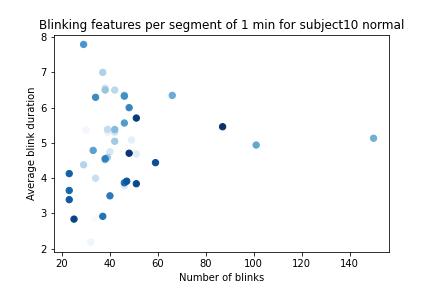 Blinking features per segment of 1 min for subject10 normal
8
7
6
5
4
3
2
Average blink duration
20 40 60 80 100 120 140
Number of blinks